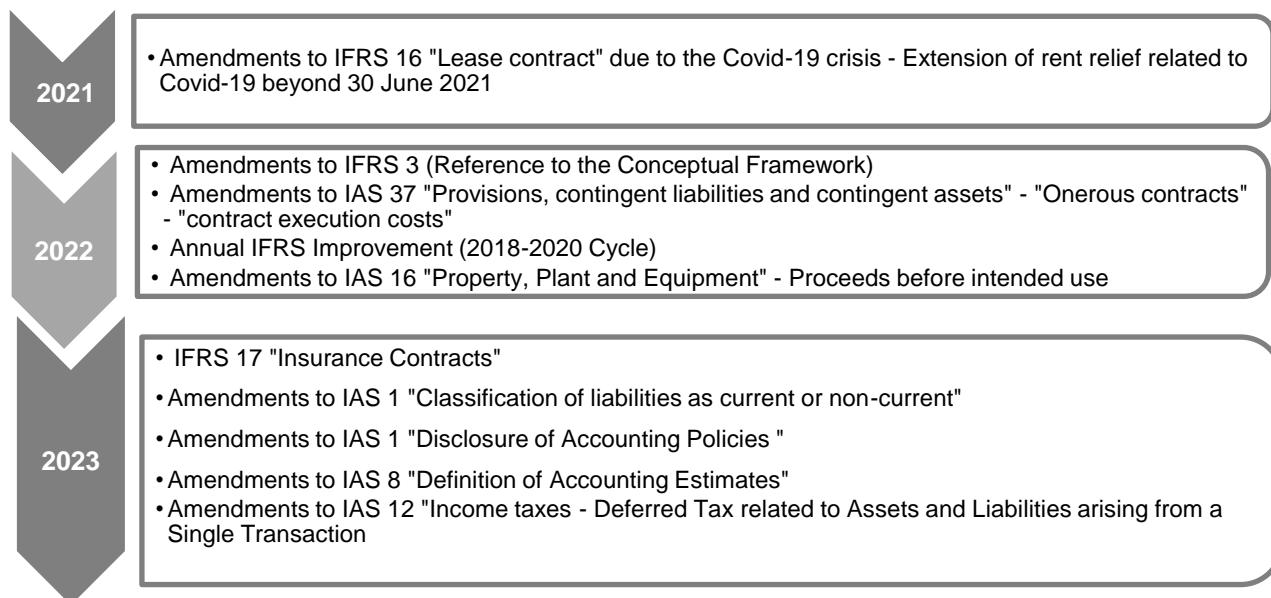 2021
•Amendments to IFRS 16 "Lease contract" due to the Covid-19 crisis - Extension of rent relief related to
Covid-19 beyond 30 June 2021
2022
• Amendments to IFRS 3 (Reference to the Conceptual Framework)
• Amendments to IAS 37 "Provisions, contingent liabilities and contingent assets" - "Onerous contracts"
- "contract execution costs"
• Annual IFRS Improvement (2018-2020 Cycle)
• Amendments to IAS 16 "Property, Plant and Equipment" - Proceeds before intended use
2023
• IFRS 17 "Insurance Contracts"
•Amendments to IAS 1 "Classification of liabilities as current or non-current"
•Amendments to IAS 1 "Disclosure of Accounting Policies "
•Amendments to IAS 8 "Definition of Accounting Estimates"
•Amendments to IAS 12 "Income taxes - Deferred Tax related to Assets and Liabilities arising from a
Single Transaction